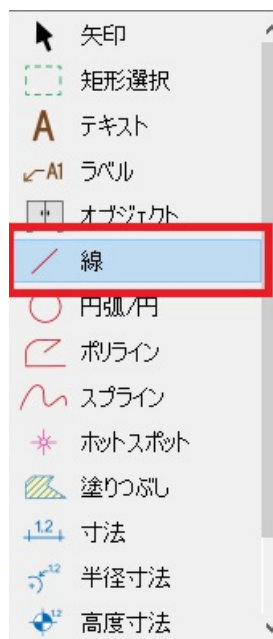 矢印
矩形選択
A テキスト
A1 ラベル
オブジェクト
線
円弧/円
ポリライン
スプライン
ホットスポット
塗りつぶし
1.2 寸法
12 半径寸法
12 高度寸法